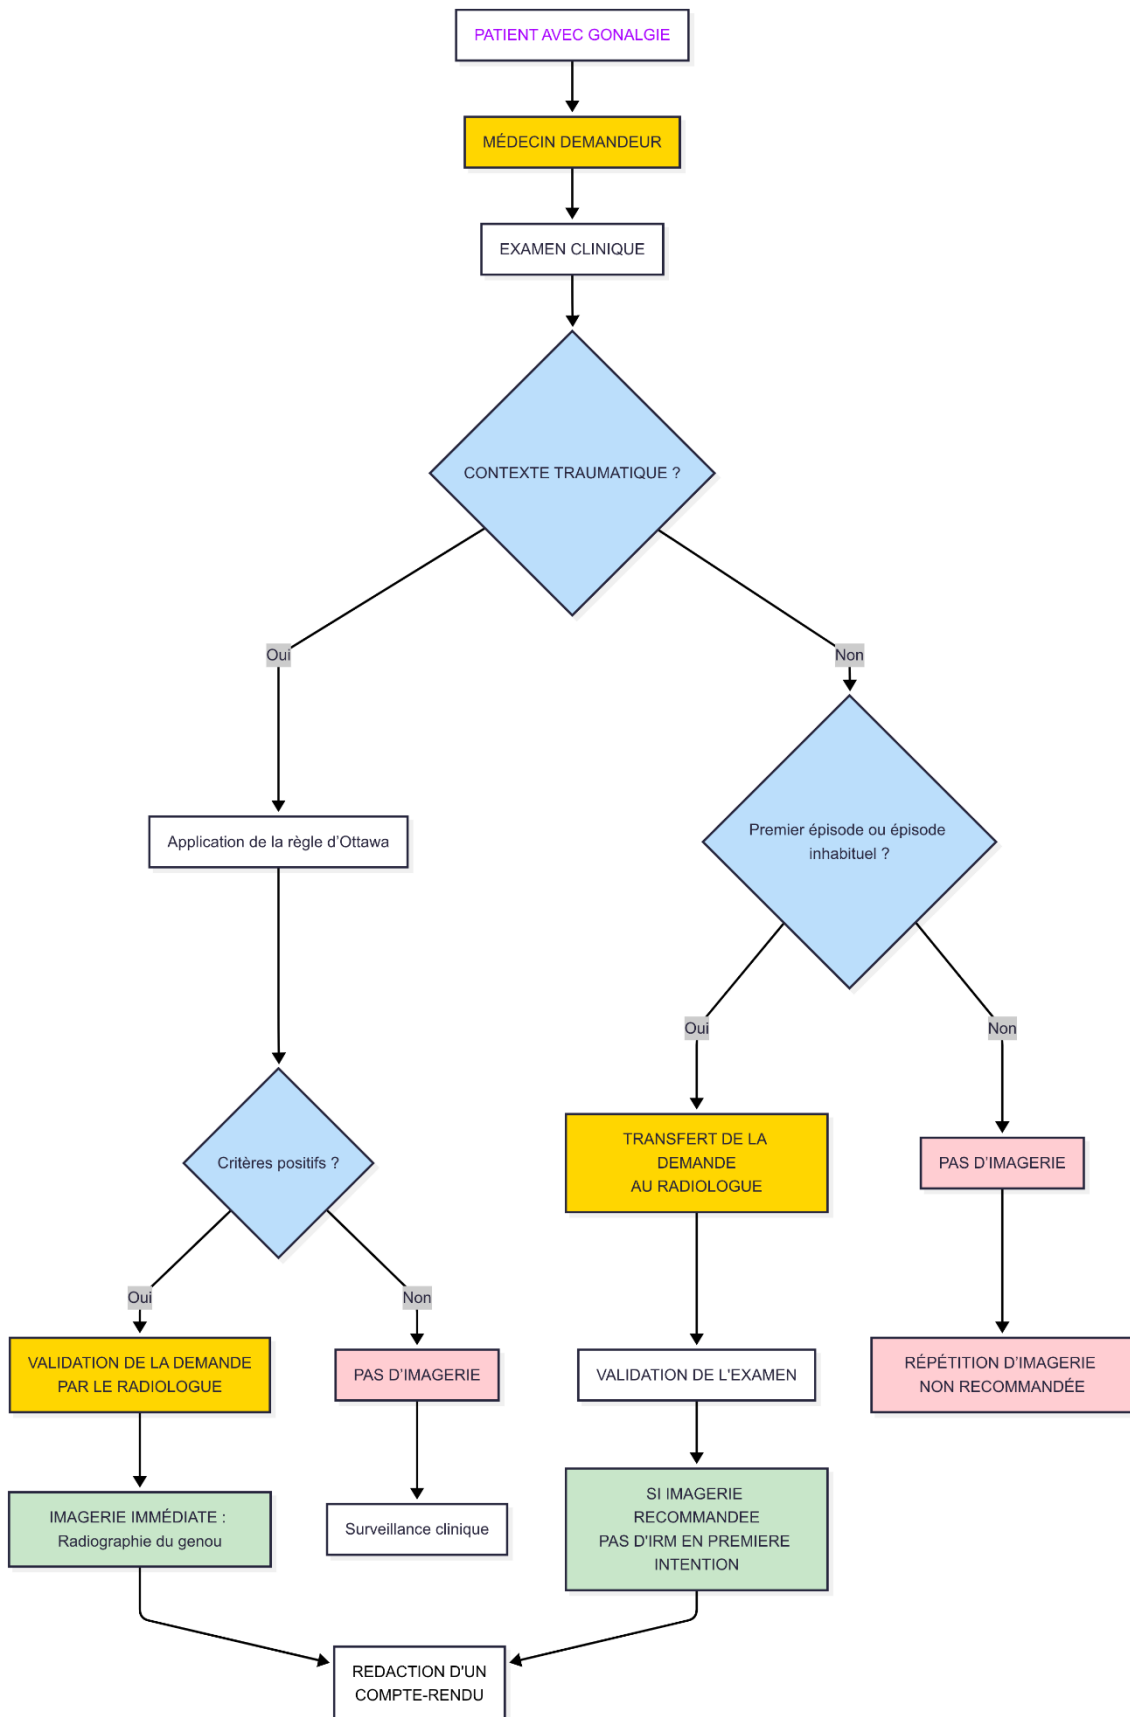 PATIENT AVEC GONALGIE
MÉDECIN DEMANDEUR
EXAMEN CLINIQUE
CONTEXTE TRAUMATIQUE ?
Oui
Non
Application de la règle d’Ottawa
Premier épisode ou épisode
inhabituel ?
Oui
Non
Critères positifs ?
TRANSFERT DE LA
DEMANDE
AU RADIOLOGUE
PAS D’IMAGERIE
Oui
Non
VALIDATION DE LA DEMANDE
PAR LE RADIOLOGUE
PAS D’IMAGERIE
VALIDATION DE L'EXAMEN
RÉPÉTITION D’IMAGERIE
NON RECOMMANDÉE
IMAGERIE IMMÉDIATE :
Radiographie du genou
Surveillance clinique
SI IMAGERIE
RECOMMANDEE
PAS D'IRM EN PREMIERE
INTENTION
REDACTION D'UN
COMPTE-RENDU